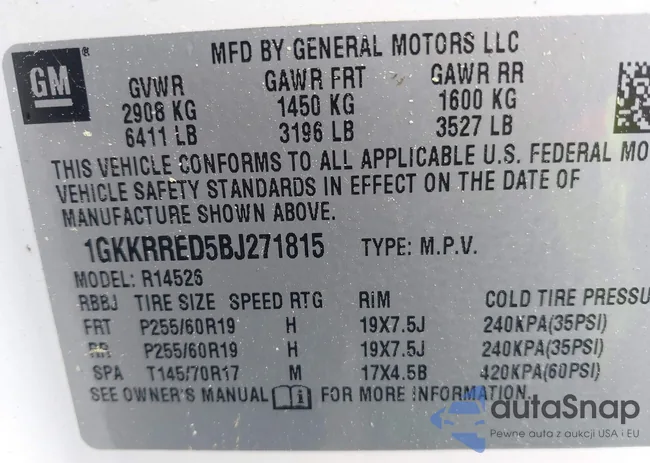 MFD BY GENERAL MOTORS LLC
GM ®
GVWR GAWR FRT GAWR RR
2908 KG 1450 KG 1600 KG
6411 LB 3196 LB 3527 LB
THIS VEHICLE CONFORMS TO ALL APPLICABLE U.S. FEDERAL MO
VEHICLE SAFETY STANDARDS IN EFFECT ON THE DATE OF
MANUFACTURE SHOWN ABOVE.
1GKKRRED5BJ271815 TYPE: M.P.V.
MODEL: R14526
RBBJ TIRE SIZE SPEED RTG RIM COLD TIRE PRESSU
FRT P255/60R19 H 19X7.5J 240KPA(35PSI)
RR P255/60R19 H 19X7.5J 240KPA(35PSI)
SPA T145/70R17 M 17X4.5B 420KPA(60PSI)
SEE OWNER'S MANUAL i FOR MORE INFORMATION.
autaSnap
Pewne auta z aukcji USA i EU